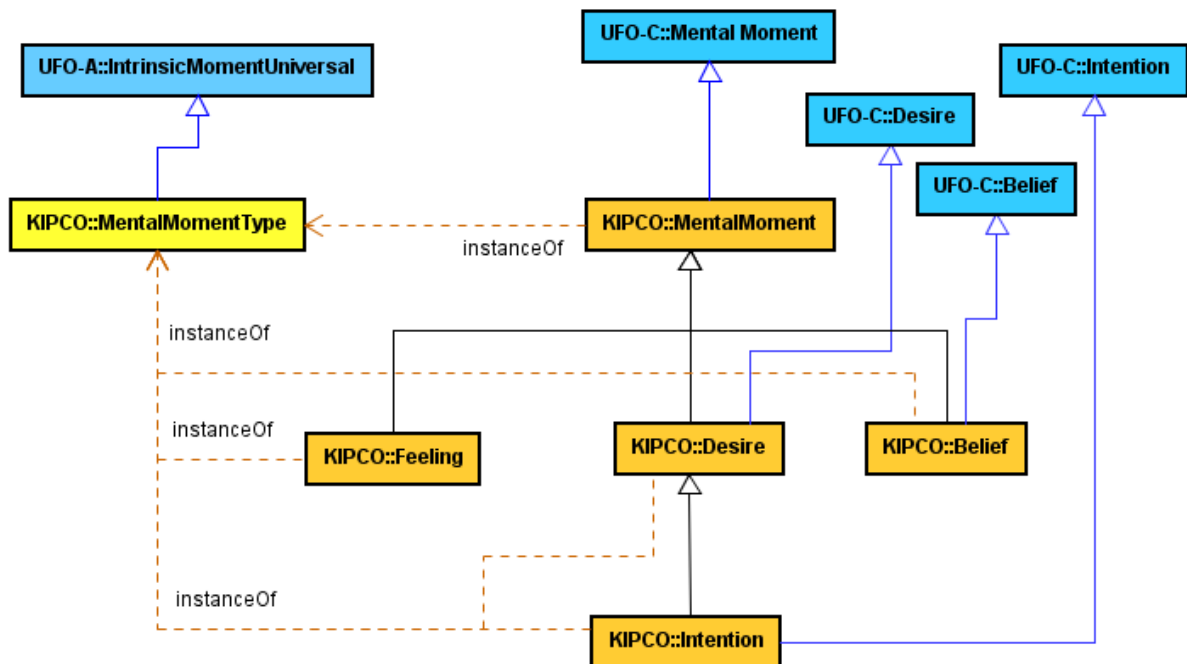 UFO-C::Mental Moment
UFO-A::IntrinsicMomentUniversal
UFO-C::Intention
UFO-C::Desire
UFO-C::Belief
KIPCO::MentalMomentType
KIPCO::MentalMoment
instanceOf
instanceOf
instanceOf
KIPCO::Feeling
KIPCO::Desire
KIPCO::Belief
instanceOf
KIPCO::Intention